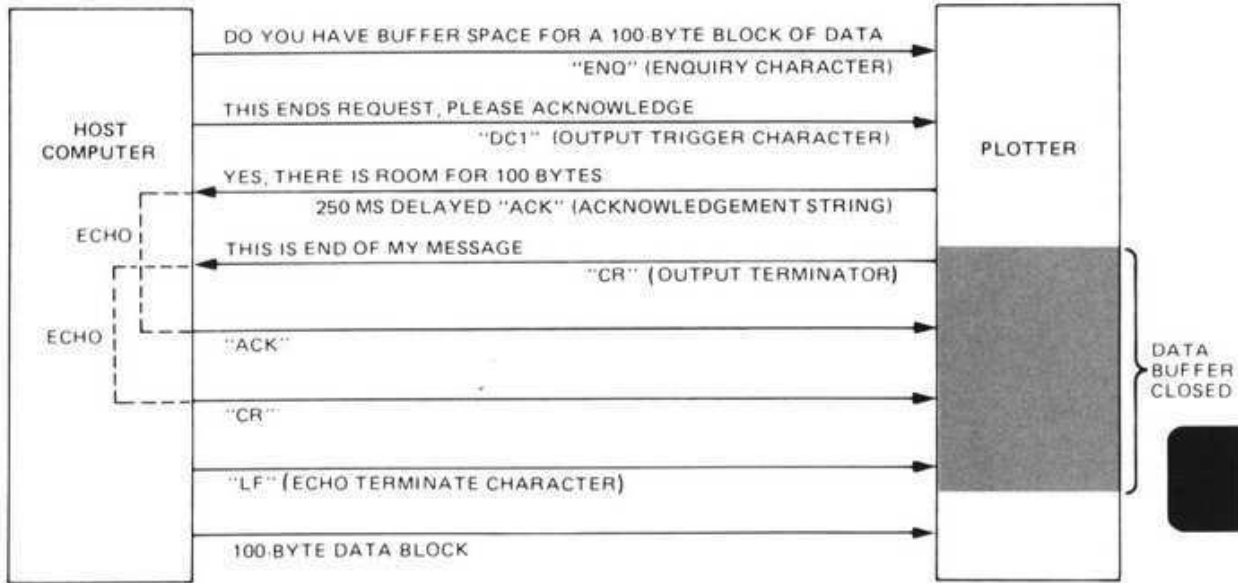 DO YOU HAVE BUFFER SPACE FOR A 100-BYTE BLOCK OF DATA
"ENQ" (ENQUIRY CHARACTER)
THIS ENDS REQUEST, PLEASE ACKNOWLEDGE
"DC1" (OUTPUT TRIGGER CHARACTER)
HOST
COMPUTER
PLOTTER
YES, THERE IS ROOM FOR 100 BYTES
250 MS DELAYED "ACK" (ACKNOWLEDGEMENT STRING)
ECHO
THIS IS END OF MY MESSAGE
"CR" (OUTPUT TERMINATOR)
ECHO
"ACK"
DATA
BUFFER
CLOSED
"CR"
"LF" (ECHO TERMINATE CHARACTER)
100-BYTE DATA BLOCK